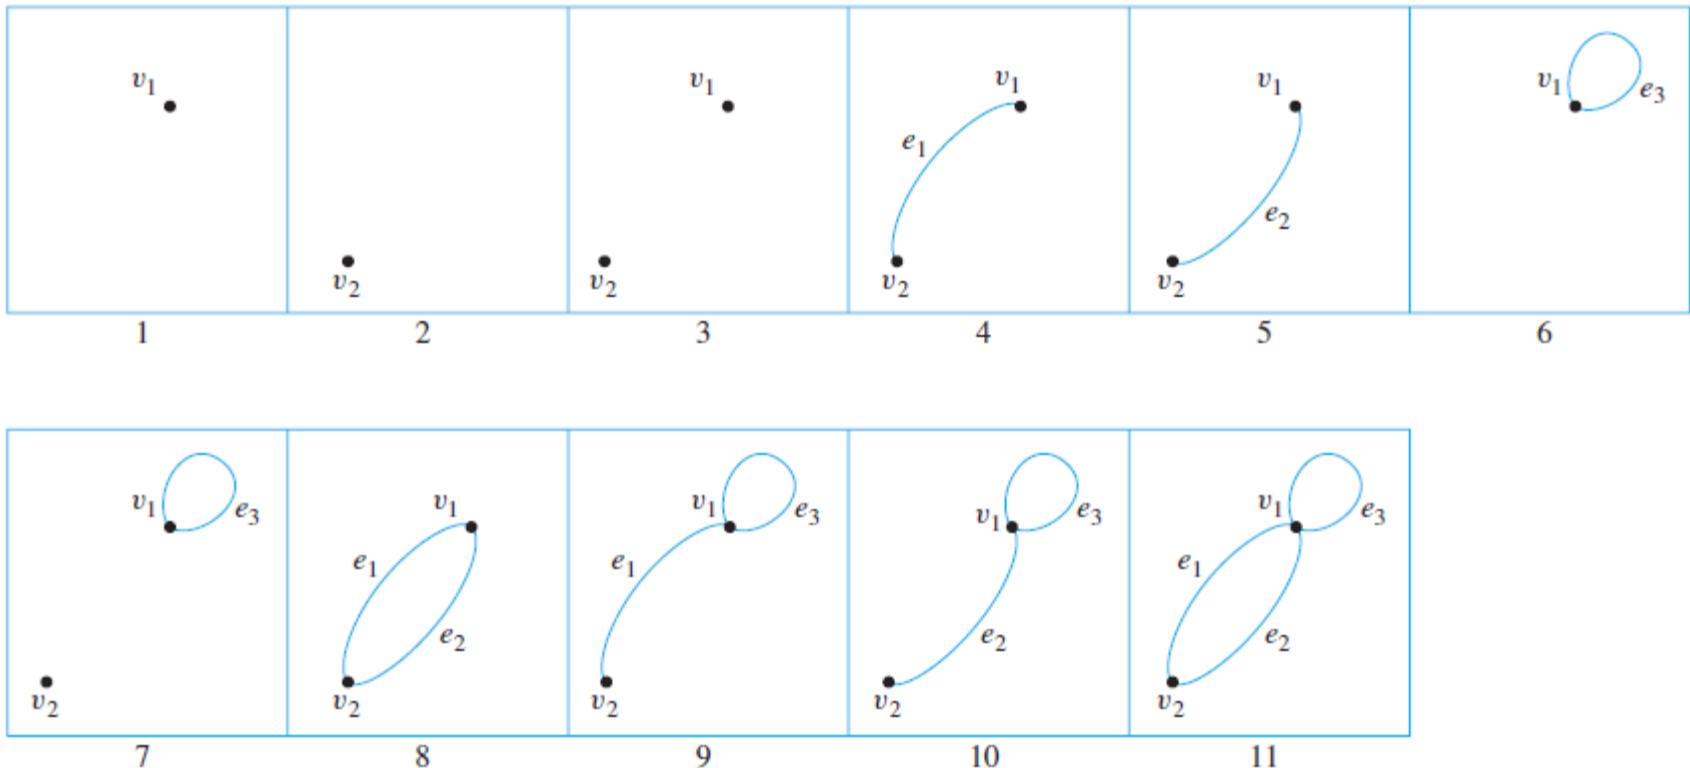 v₁ v₁ v₁ v₁ v₁ e₃
e₁
e₂
v₂ v₂ v₂ v₂
1 2 3 4 5 6
v₁ e₃ v₁ v₁ e₃ v₁ e₃ v₁ e₃
e₁ e₁ e₁
e₂ e₂ e₂
v₂ v₂ v₂ v₂ v₂
7 8 9 10 11